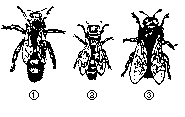 ① ② ③